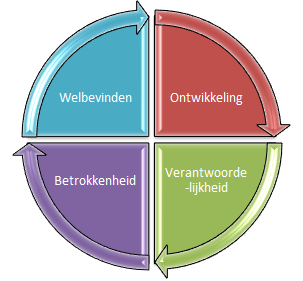 Welbevinden
Ontwikkeling
Betrokkenheid
Verantwoorde
-lijkheid